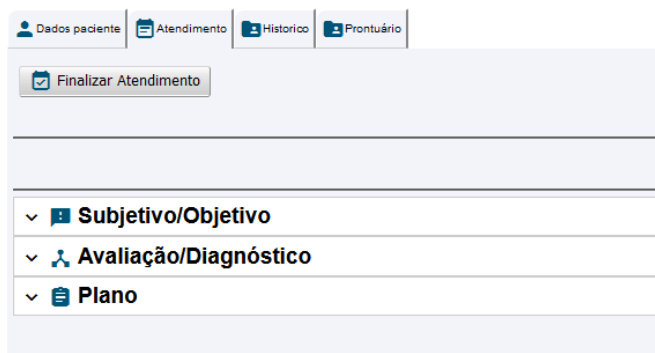 Dados paciente Atendimento Historico Prontuário
Finalizar Atendimento
Subjetivo/Objetivo
Avaliação/Diagnóstico
Plano